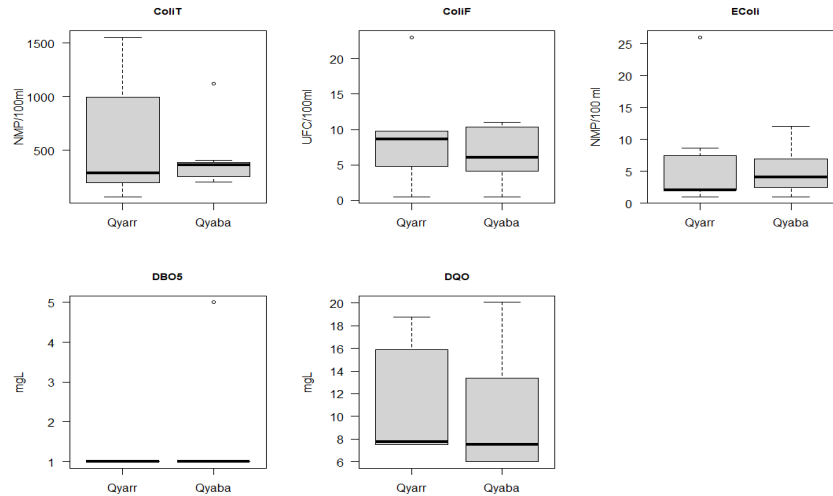 ColiT
NMP/100ml
1500
1000
500
Qyarr
Qyaba
ColiF
UFC/100ml
20
15
10
5
0
Qyarr
Qyaba
EColi
NMP/100 ml
25
20
15
10
5
0
Qyarr
Qyaba
DBO5
mgL
5
4
3
2
1
Qyarr
Qyaba
DQO
mgL
20
18
16
14
12
10
8
6
Qyarr
Qyaba